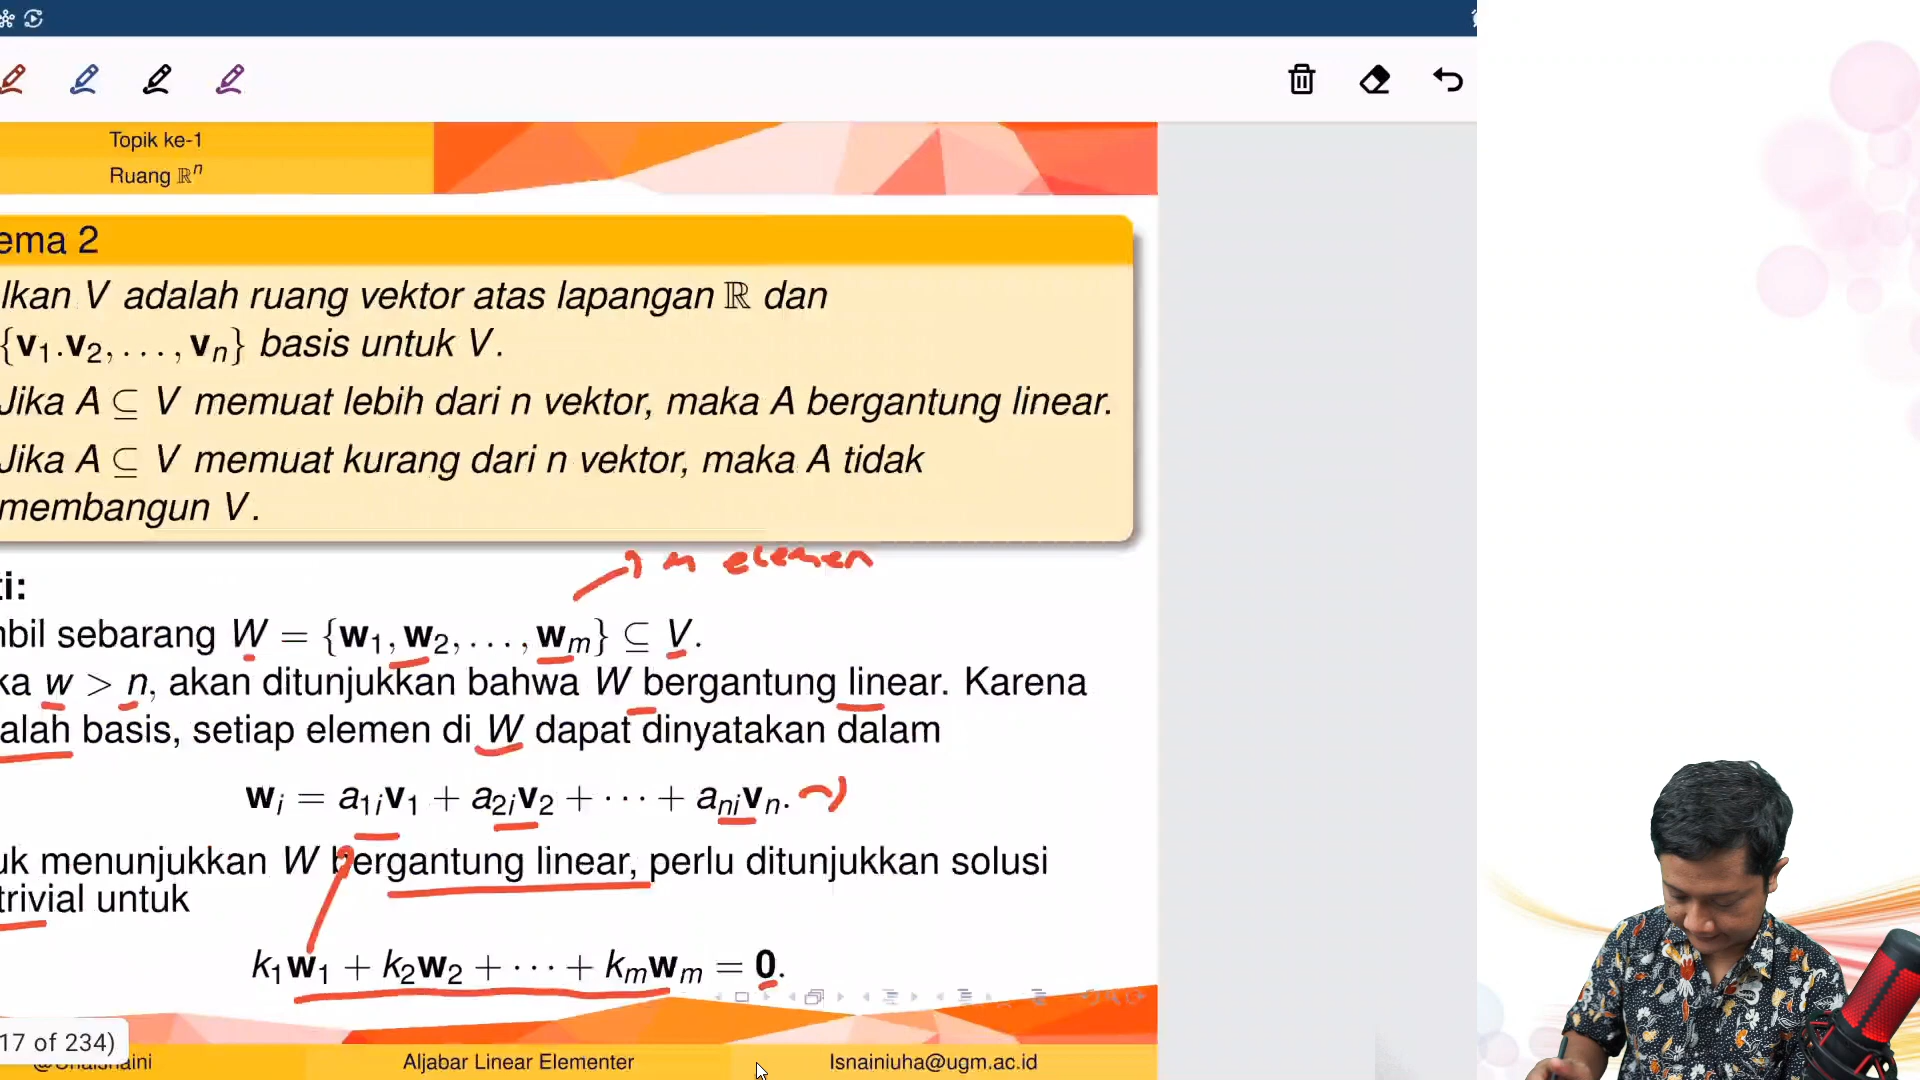 Topik ke-1
Ruang ℝⁿ
ema 2
lkan V adalah ruang vektor atas lapangan ℝ dan
{v₁.v₂, . . . , vₙ} basis untuk V.
Jika A ⊆ V memuat lebih dari n vektor, maka A bergantung linear.
Jika A ⊆ V memuat kurang dari n vektor, maka A tidak
membangun V.
m elemen
ti:
nbil sebarang W = {w₁, w₂, . . . , wₘ} ⊆ V.
ka w > n, akan ditunjukkan bahwa W bergantung linear. Karena
alah basis, setiap elemen di W dapat dinyatakan dalam
wᵢ = a₁ᵢv₁ + a₂ᵢv₂ + · · · + aₙᵢvₙ.
uk menunjukkan W bergantung linear, perlu ditunjukkan solusi
trivial untuk
k₁w₁ + k₂w₂ + · · · + kₘwₘ = 0.
17 of 234)
Aljabar Linear Elementer
Isnainiuha@ugm.ac.id